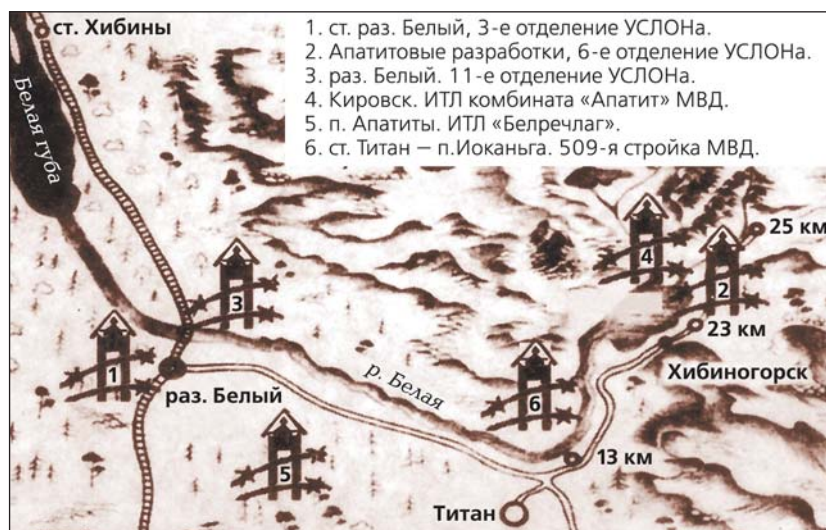 ст. Хибины
1. ст. раз. Белый, 3-е отделение УСЛОНа.
2. Апатитовые разработки, 6-е отделение УСЛОНа.
3. раз. Белый. 11-е отделение УСЛОНа.
4. Кировск. ИТЛ комбината «Апатит» МВД.
5. п. Апатиты. ИТЛ «Белречлаг».
6. ст. Титан – п.Иоканьга. 509-я стройка МВД.
Белая губа
4
25 км
2
3
23 км
1
Хибиногорск
раз. Белый
р. Белая
6
13 км
5
Титан